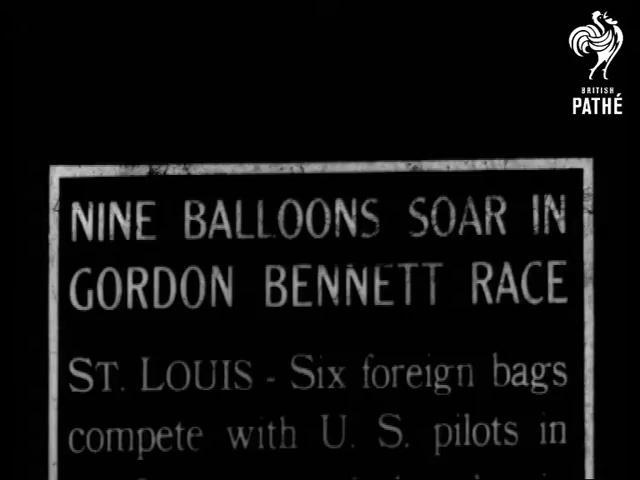 BRITISH
PATHÉ
NINE BALLOONS SOAR IN
GORDON BENNETT RACE
ST. LOUIS - Six foreign bags
compete with U. S. pilots in